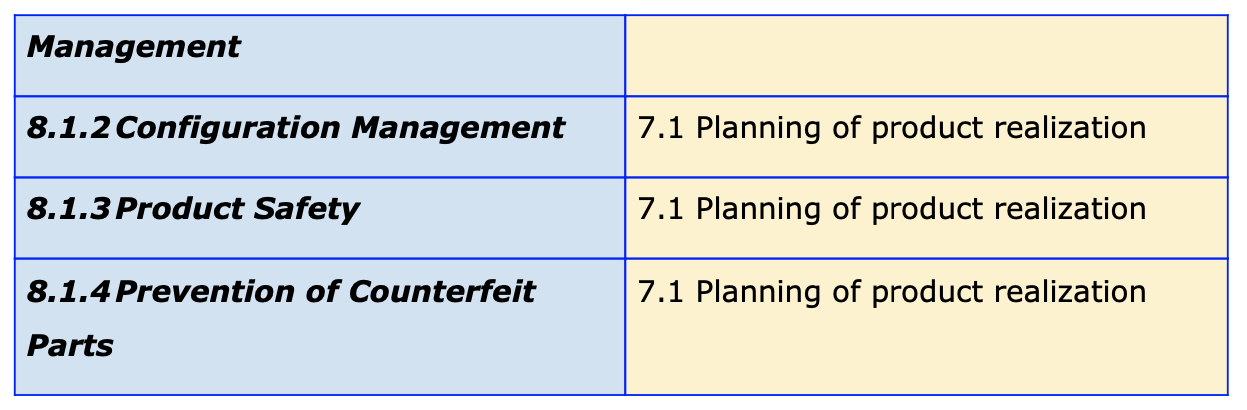 Management
8.1.2 Configuration Management 7.1 Planning of product realization
8.1.3 Product Safety 7.1 Planning of product realization
8.1.4 Prevention of Counterfeit 7.1 Planning of product realization
Parts